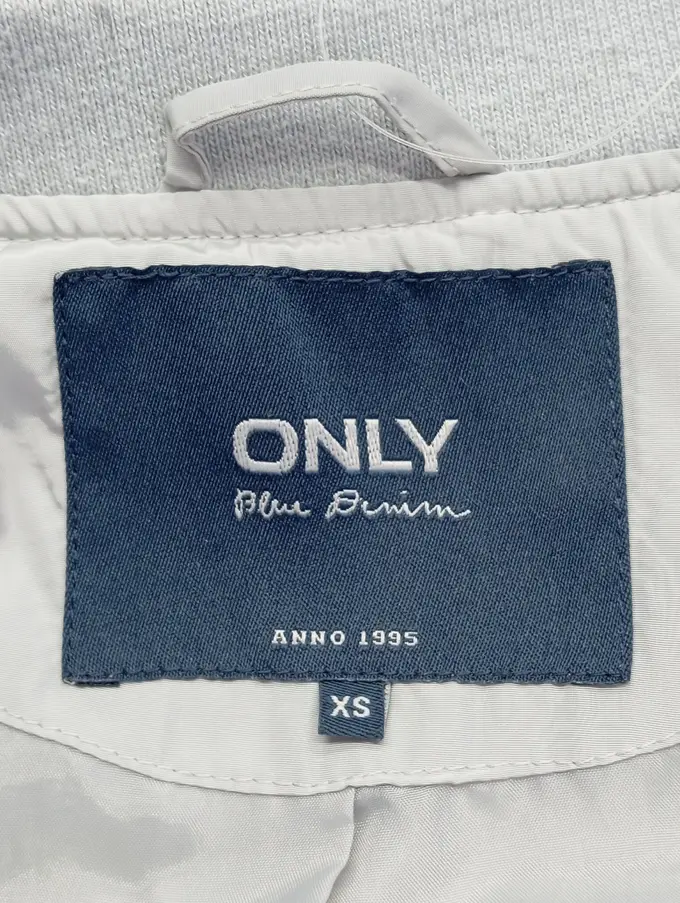 ONLY
Blue Denim
ANNO 1995
XS